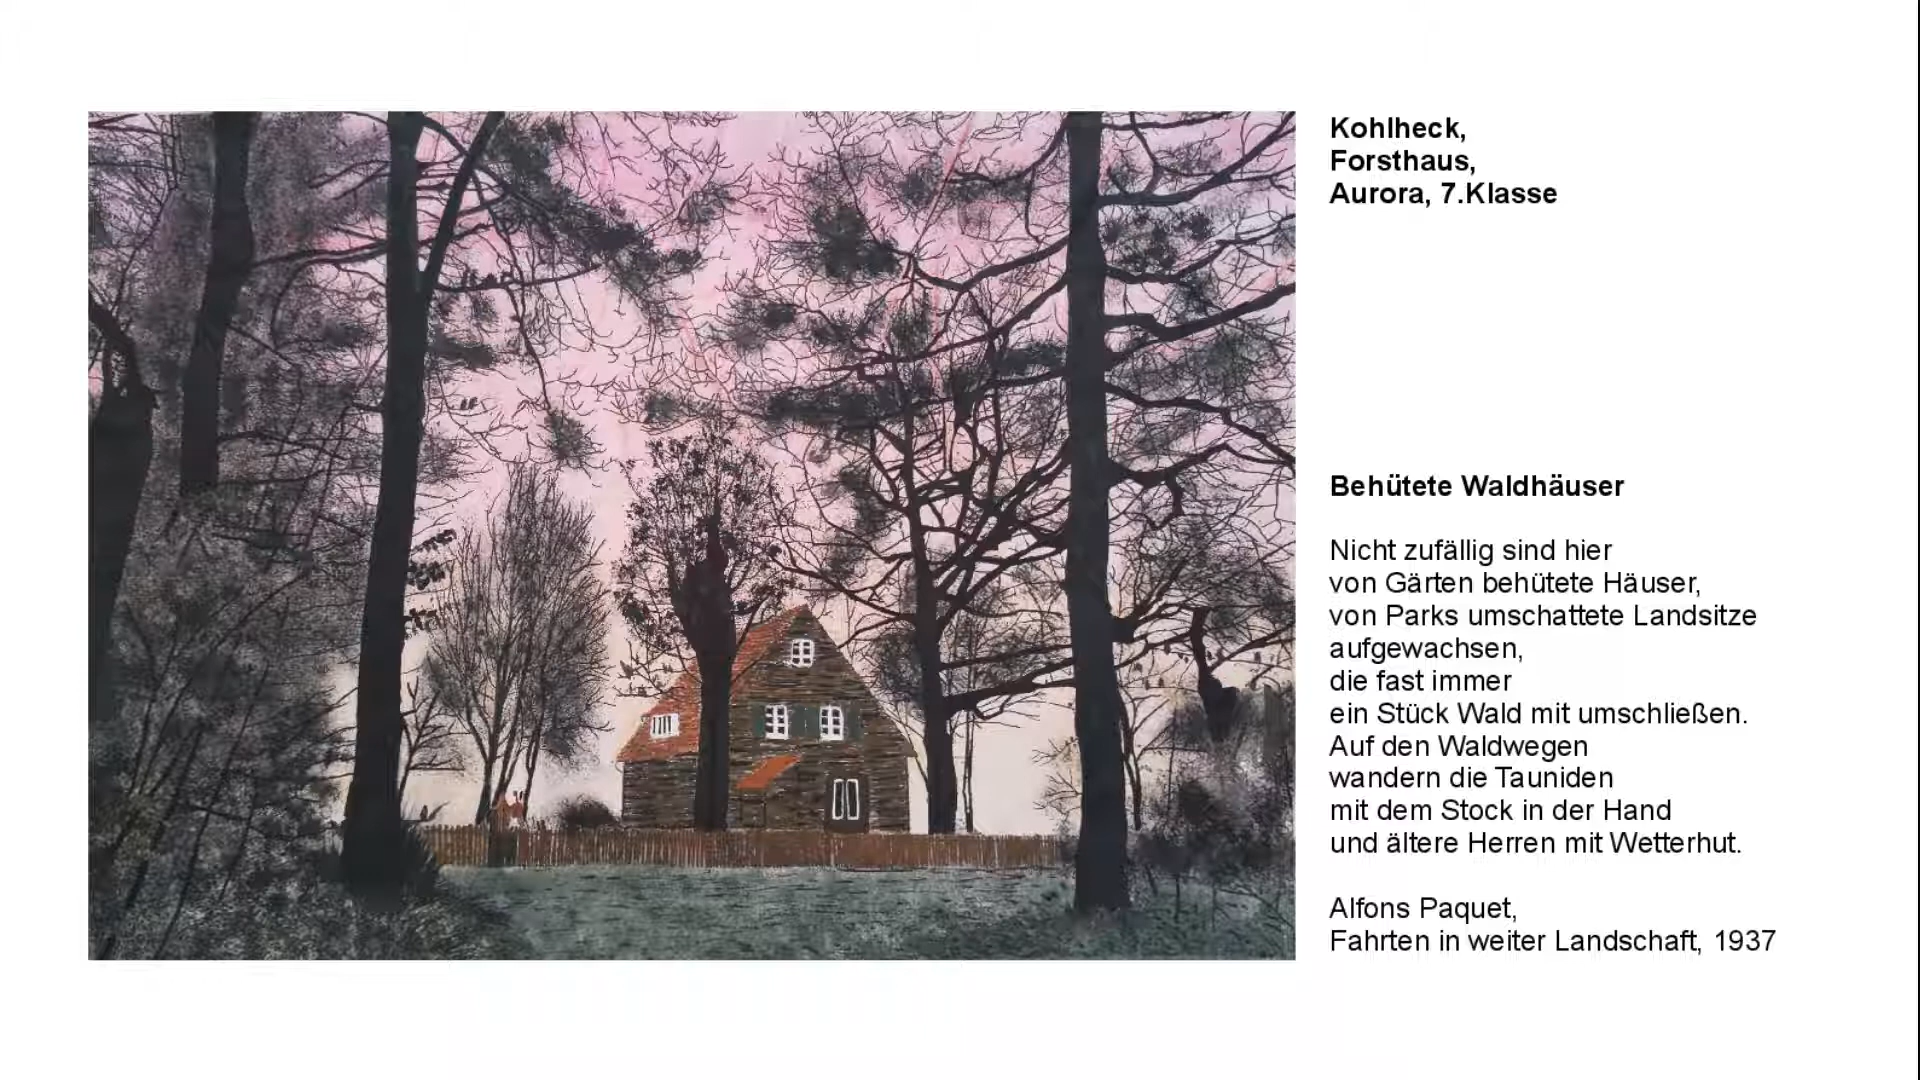 Kohlheck,
Forsthaus,
Aurora, 7.Klasse
Behütete Waldhäuser
Nicht zufällig sind hier
von Gärten behütete Häuser,
von Parks umschattete Landsitze
aufgewachsen,
die fast immer
ein Stück Wald mit umschließen.
Auf den Waldwegen
wandern die Tauniden
mit dem Stock in der Hand
und ältere Herren mit Wetterhut.
Alfons Paquet,
Fahrten in weiter Landschaft, 1937